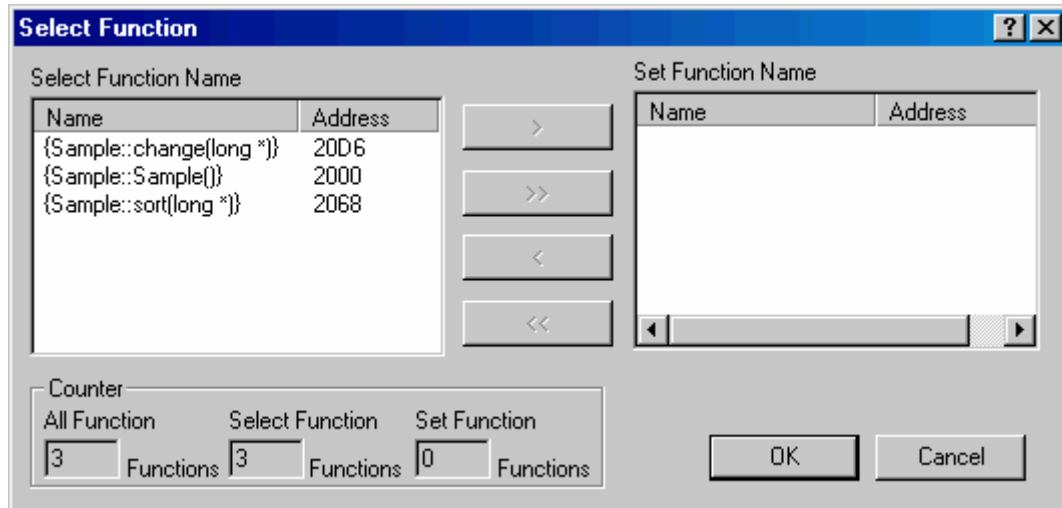 Select Function
Select Function Name
Name Address
{Sample::change(long *)} 20D6
{Sample::Sample()} 2000
{Sample::sort(long *)} 2068
>
>>
<
<<
Set Function Name
Name Address
Counter
All Function Select Function Set Function
3 Functions 3 Functions 0 Functions
OK Cancel